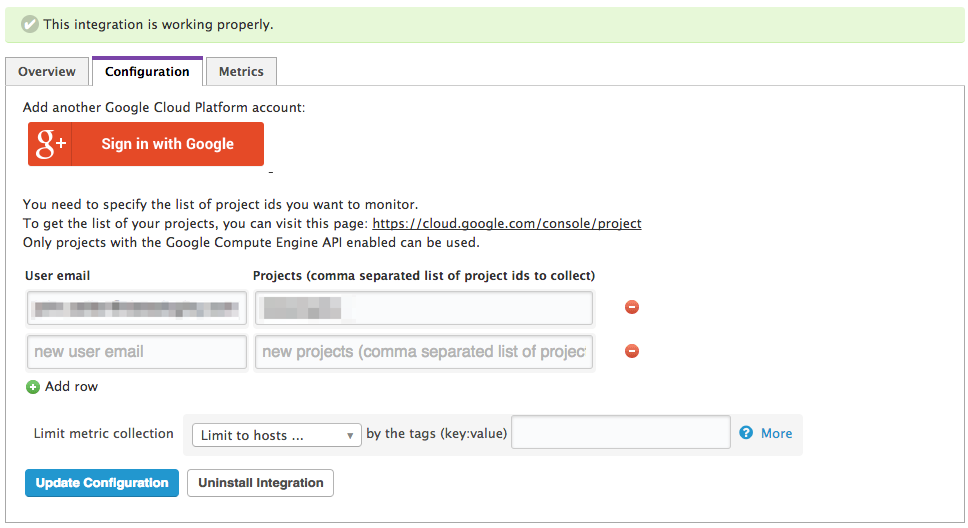 This integration is working properly.
Overview Configuration Metrics
Add another Google Cloud Platform account:
g+ Sign in with Google
-
You need to specify the list of project ids you want to monitor.
To get the list of your projects, you can visit this page: https://cloud.google.com/console/project
Only projects with the Google Compute Engine API enabled can be used.
User email Projects (comma separated list of project ids to collect)
new user email new projects (comma separated list of projec
Add row
Limit metric collection Limit to hosts ... by the tags (key:value) ? More
Update Configuration Uninstall Integration